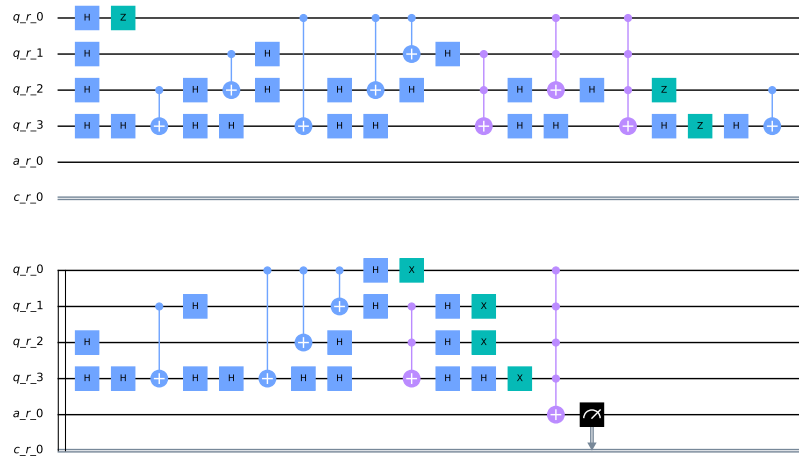 q_r_0 H Z
q_r_1 H H H
q_r_2 H H H H H H H Z
q_r_3 H H H H H H H H H Z H
a_r_0
c_r_0
q_r_0 H X
q_r_1 H H H X
q_r_2 H H H X
q_r_3 H H H H H H H H X
a_r_0
c_r_0